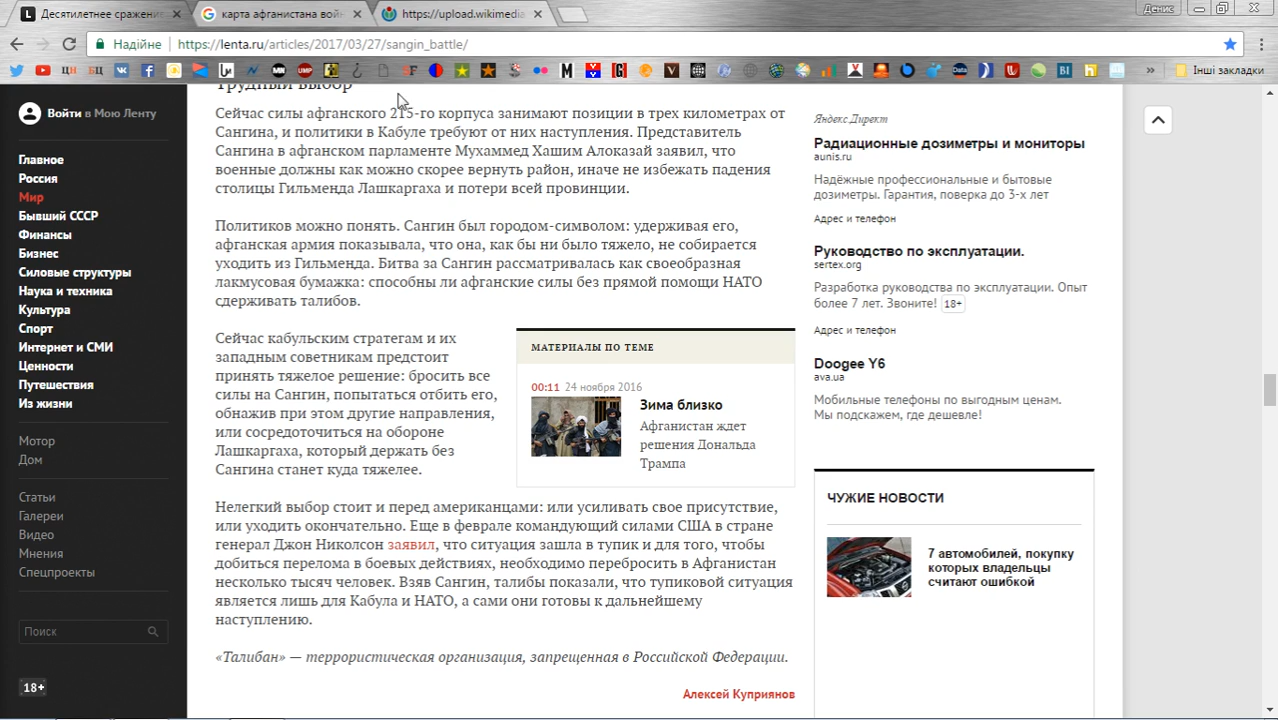 Десятилетнее сражение
карта афганистана войн
https://upload.wikimedia
Денис
Надійне
https://lenta.ru/articles/2017/03/27/sangin_battle/
Інші закладки
Войти в Мою Ленту
Главное
Россия
Мир
Бывший СССР
Финансы
Бизнес
Силовые структуры
Наука и техника
Культура
Спорт
Интернет и СМИ
Ценности
Путешествия
Из жизни
Мотор
Дом
Статьи
Галереи
Видео
Мнения
Спецпроекты
Поиск
18+
Трудный выбор
Сейчас силы афганского 215-го корпуса занимают позиции в трех километрах от
Сангина, и политики в Кабуле требуют от них наступления. Представитель
Сангина в афганском парламенте Мухаммед Хашим Алоказай заявил, что
военные должны как можно скорее вернуть район, иначе не избежать падения
столицы Гильменда Лашкаргаха и потери всей провинции.
Политиков можно понять. Сангин был городом-символом: удерживая его,
афганская армия показывала, что она, как бы ни было тяжело, не собирается
уходить из Гильменда. Битва за Сангин рассматривалась как своеобразная
лакмусовая бумажка: способны ли афганские силы без прямой помощи НАТО
сдерживать талибов.
Сейчас кабульским стратегам и их
западным советникам предстоит
принять тяжелое решение: бросить все
силы на Сангин, попытаться отбить его,
обнажив при этом другие направления,
или сосредоточиться на обороне
Лашкаргаха, который держать без
Сангина станет куда тяжелее.
МАТЕРИАЛЫ ПО ТЕМЕ
00:11 24 ноября 2016
Зима близко
Афганистан ждет
решения Дональда
Трампа
Нелегкий выбор стоит и перед американцами: или усиливать свое присутствие,
или уходить окончательно. Еще в феврале командующий силами США в стране
генерал Джон Николсон заявил, что ситуация зашла в тупик и для того, чтобы
добиться перелома в боевых действиях, необходимо перебросить в Афганистан
несколько тысяч человек. Взяв Сангин, талибы показали, что тупиковой ситуация
является лишь для Кабула и НАТО, а сами они готовы к дальнейшему
наступлению.
«Талибан» — террористическая организация, запрещенная в Российской Федерации.
Алексей Куприянов
Яндекс.Директ
Радиационные дозиметры и мониторы
aunis.ru
Надёжные профессиональные и бытовые
дозиметры. Гарантия, поверка до 3-х лет
Адрес и телефон
Руководство по эксплуатации.
sertex.org
Разработка руководства по эксплуатации. Опыт
более 7 лет. Звоните! 18+
Адрес и телефон
Doogee Y6
ava.ua
Мобильные телефоны по выгодным ценам.
Мы подскажем, где дешевле!
ЧУЖИЕ НОВОСТИ
7 автомобилей, покупку
которых владельцы
считают ошибкой